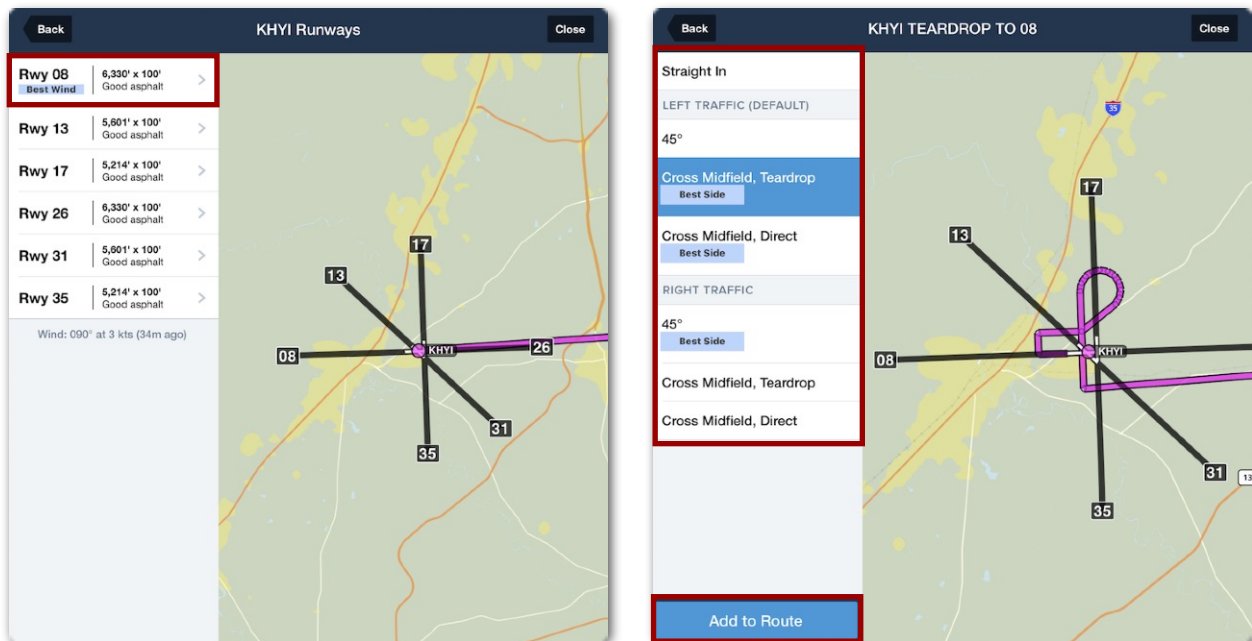 Back
KHYI Runways
Close
Rwy 08
Best Wind
6,330' x 100'
Good asphalt
Rwy 13
5,601' x 100'
Good asphalt
Rwy 17
5,214' x 100'
Good asphalt
Rwy 26
6,330' x 100'
Good asphalt
Rwy 31
5,601' x 100'
Good asphalt
Rwy 35
5,214' x 100'
Good asphalt
Wind: 090° at 3 kts (34m ago)
17
13
08
KHYI
26
31
35
Back
KHYI TEARDROP TO 08
Close
Straight In
LEFT TRAFFIC (DEFAULT)
45°
Cross Midfield, Teardrop
Best Side
Cross Midfield, Direct
Best Side
RIGHT TRAFFIC
45°
Best Side
Cross Midfield, Teardrop
Cross Midfield, Direct
Add to Route
35
17
13
08
KHYI
31
13
35